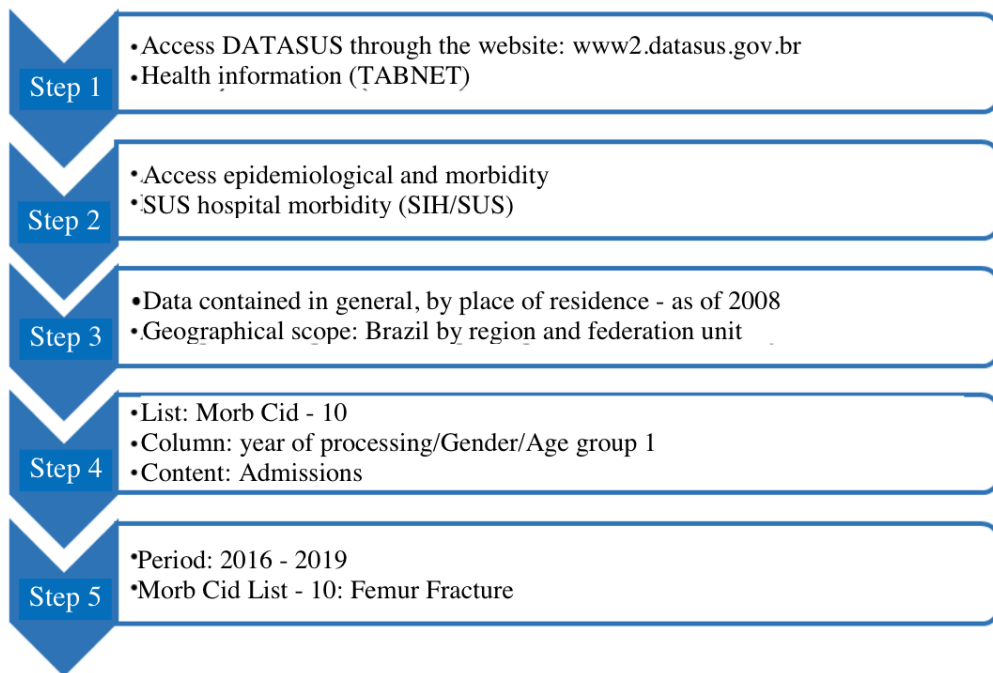 Step 1
•Access DATASUS through the website: www2.datasus.gov.br
•Health information (TABNET)
Step 2
•Access epidemiological and morbidity
•SUS hospital morbidity (SIH/SUS)
Step 3
•Data contained in general, by place of residence - as of 2008
•Geographical scope: Brazil by region and federation unit
Step 4
•List: Morb Cid - 10
•Column: year of processing/Gender/Age group 1
•Content: Admissions
Step 5
•Period: 2016 - 2019
•Morb Cid List - 10: Femur Fracture